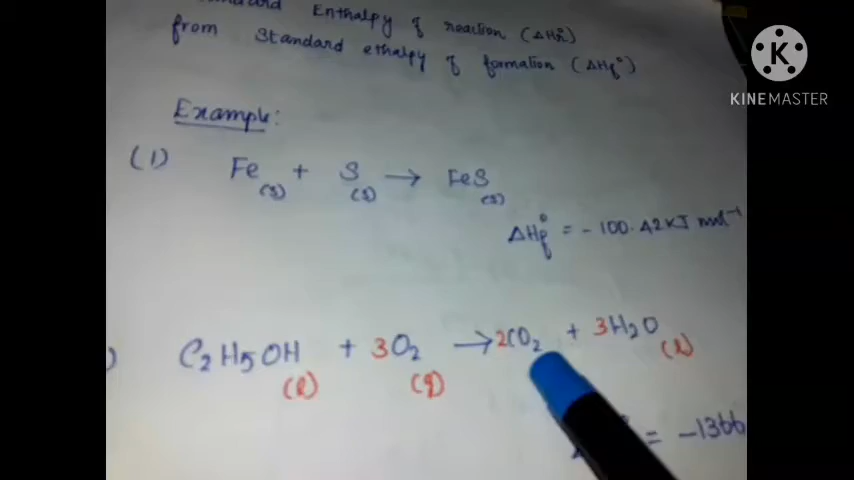 Enthalpy of reaction (ΔHr)
from Standard ethalpy of formation (ΔHf°)
KINEMASTER
Example:
(1) Fe(s) + S(s) → FeS(s)
ΔHf° = -100.42 KJ mol⁻¹
) C2H5OH(l) + 3O2(g) → 2CO2 + 3H2O(l)
= -1366